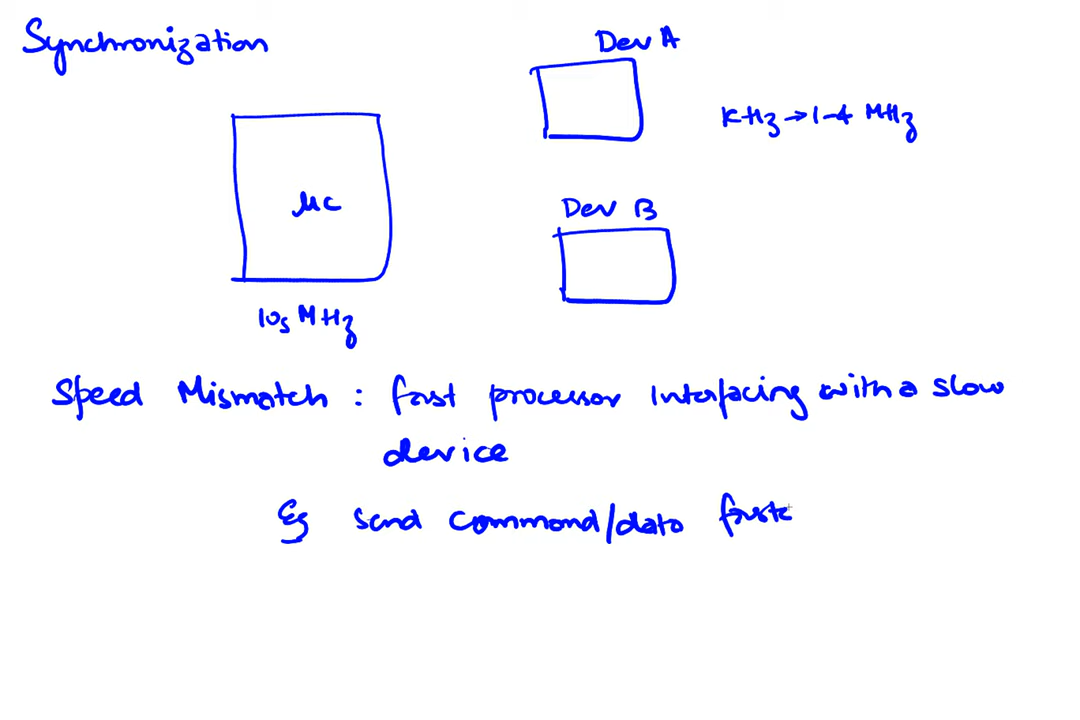 Synchronization
Dev A
KHz → 1-4 MHz
μc
Dev B
10s MHz
Speed Mismatch : fast processor Interfacing with a slow
device
Eg send command/data faste